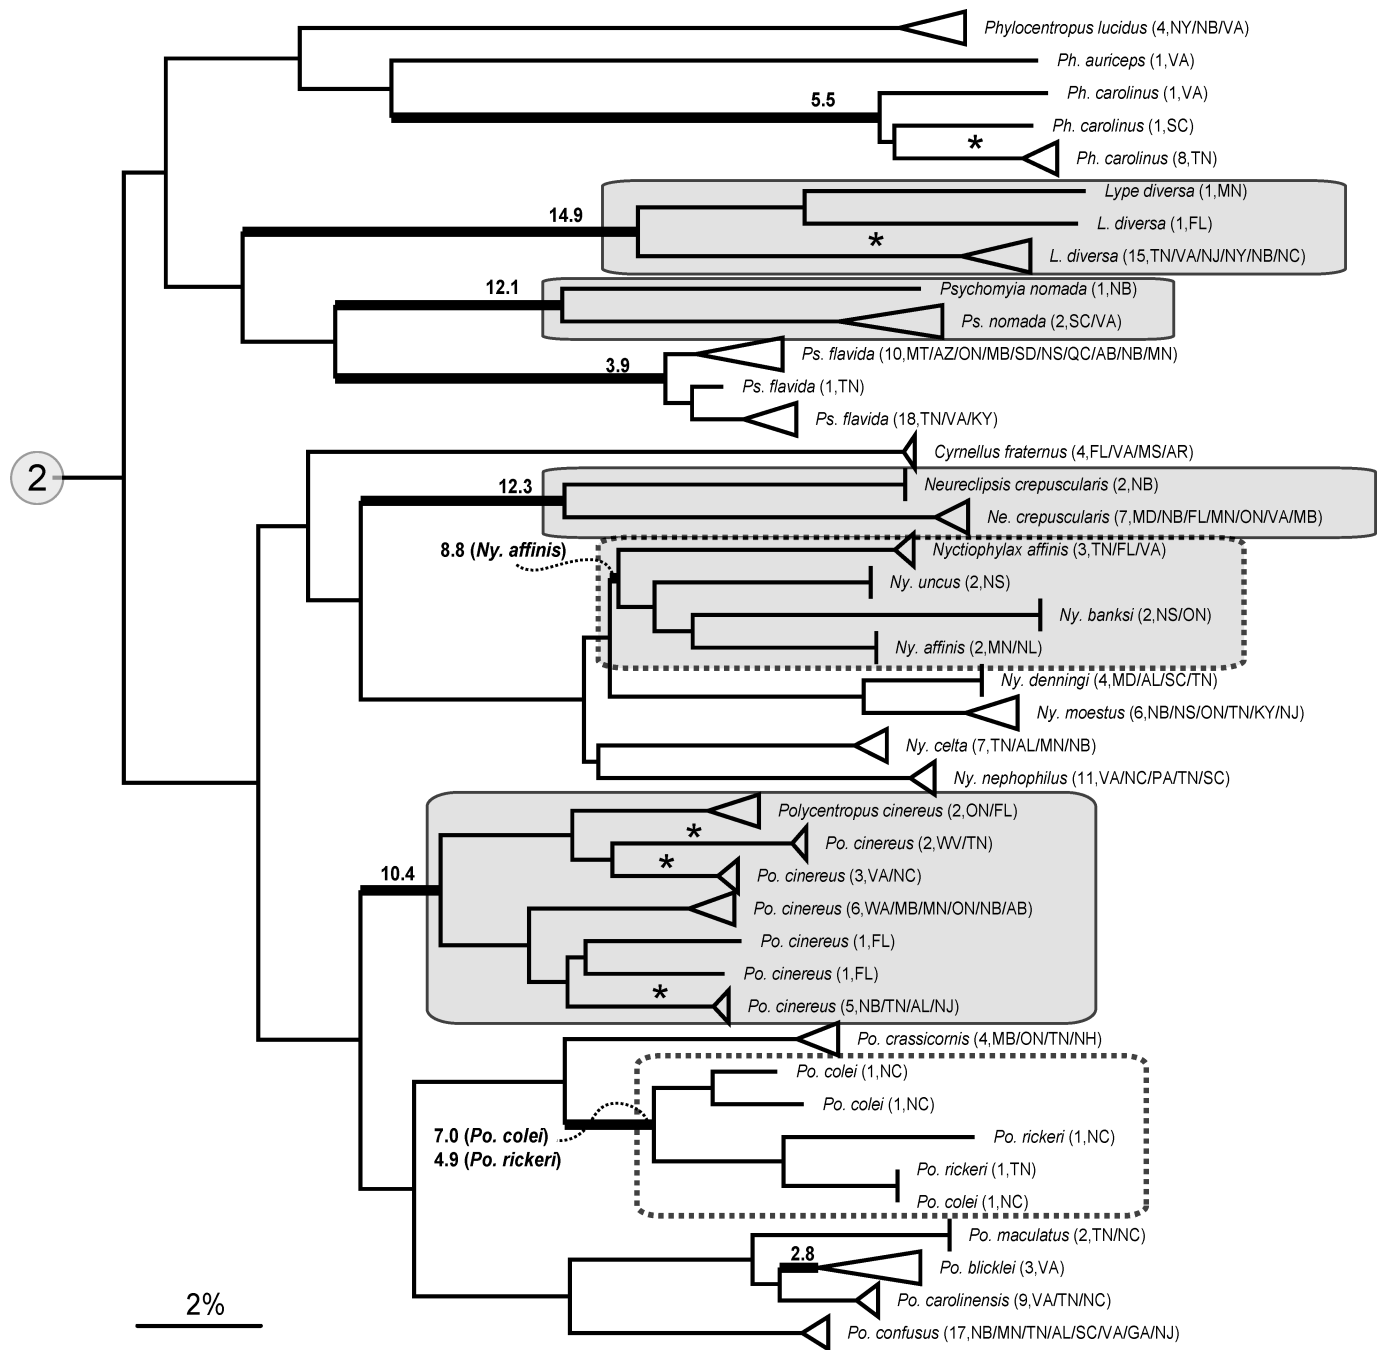 Phylocentropus lucidus (4,NY/NB/VA)
Ph. auriceps (1,VA)
5.5
Ph. carolinus (1,VA)
Ph. carolinus (1,SC)
*
Ph. carolinus (8,TN)
Lype diversa (1,MN)
14.9
L. diversa (1,FL)
*
L. diversa (15,TN/VA/NJ/NY/NB/NC)
12.1
Psychomyia nomada (1,NB)
Ps. nomada (2,SC/VA)
Ps. flavida (10,MT/AZ/ON/MB/SD/NS/QC/AB/NB/MN)
3.9
Ps. flavida (1,TN)
Ps. flavida (18,TN/VA/KY)
Cyrnellus fraternus (4,FL/VA/MS/AR)
2
12.3
Neureclipsis crepuscularis (2,NB)
Ne. crepuscularis (7,MD/NB/FL/MN/ON/VA/MB)
8.8 (Ny. affinis)
Nyctiophylax affinis (3,TN/FL/VA)
Ny. uncus (2,NS)
Ny. banksi (2,NS/ON)
Ny. affinis (2,MN/NL)
Ny. denningi (4,MD/AL/SC/TN)
Ny. moestus (6,NB/NS/ON/TN/KY/NJ)
Ny. celta (7,TN/AL/MN/NB)
Ny. nephophilus (11,VA/NC/PA/TN/SC)
Polycentropus cinereus (2,ON/FL)
*
Po. cinereus (2,WV/TN)
*
10.4
Po. cinereus (3,VA/NC)
Po. cinereus (6,WA/MB/MN/ON/NB/AB)
Po. cinereus (1,FL)
Po. cinereus (1,FL)
*
Po. cinereus (5,NB/TN/AL/NJ)
Po. crassicornis (4,MB/ON/TN/NH)
Po. colei (1,NC)
Po. colei (1,NC)
7.0 (Po. colei)
4.9 (Po. rickeri)
Po. rickeri (1,NC)
Po. rickeri (1,TN)
Po. colei (1,NC)
Po. maculatus (2,TN/NC)
2.8
Po. blicklei (3,VA)
Po. carolinensis (9,VA/TN/NC)
2%
Po. confusus (17,NB/MN/TN/AL/SC/VA/GA/NJ)